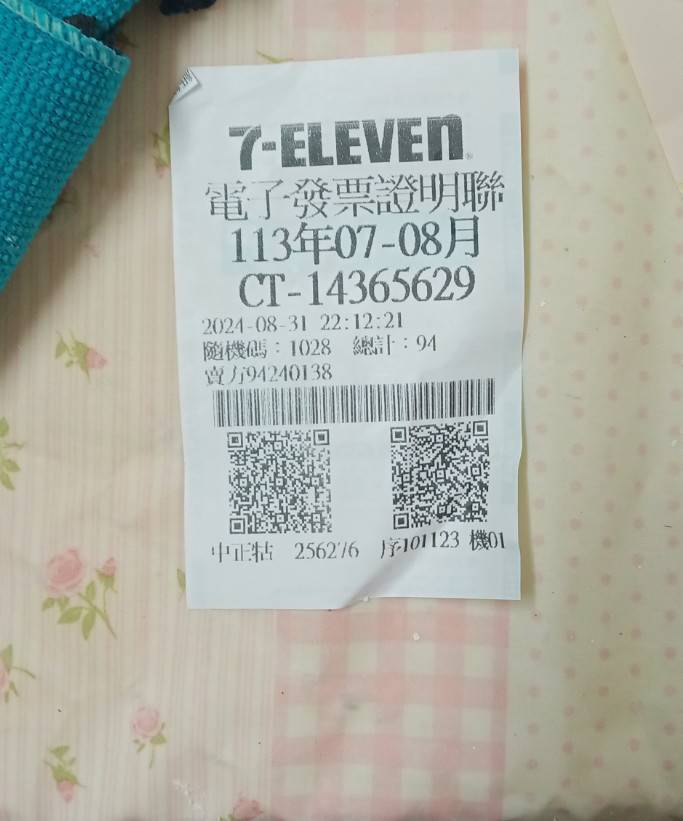 7-ELEVEN
電子發票證明聯
113年07-08月
CT-14365629
2024-08-31 22:12:21
隨機碼：1028 總計：94
賣方94240138
中正店 256276 序101123 機01